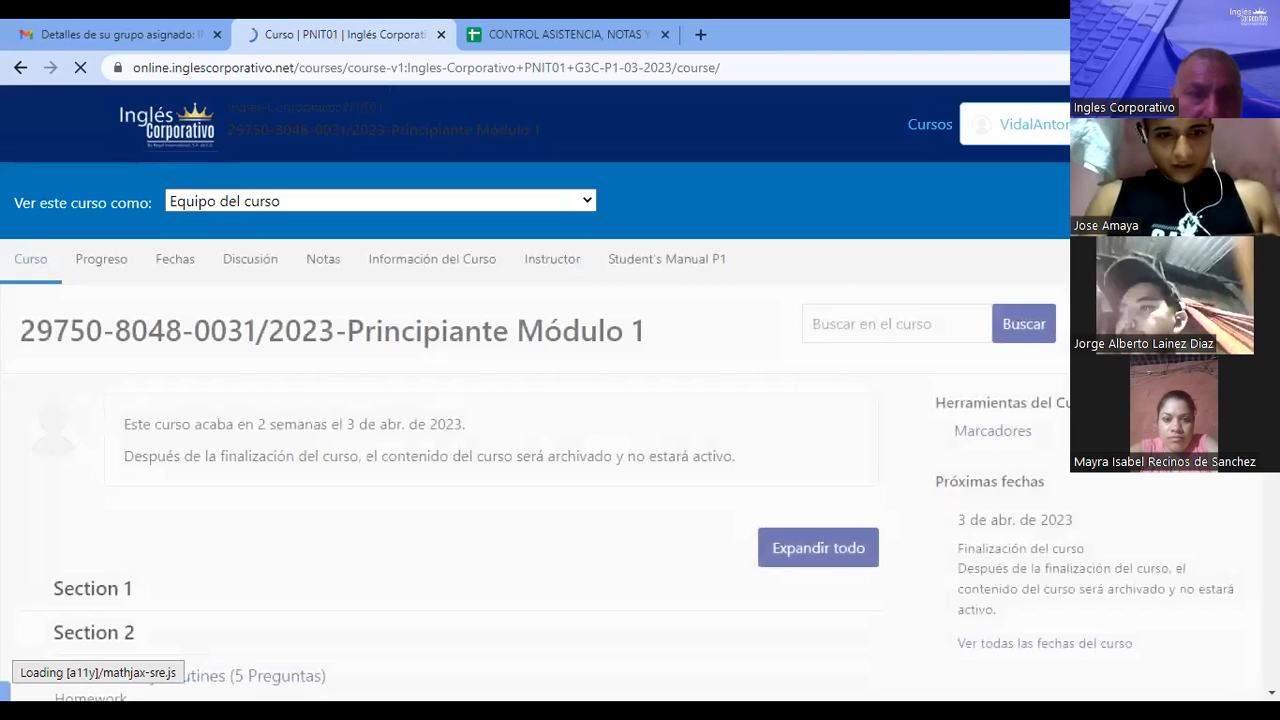 Detalles de su grupo asignado: I
Curso | PNIT01 | Inglés Corporati
CONTROL ASISTENCIA, NOTAS Y
online.inglescorporativo.net/courses/course-v1:Ingles-Corporativo+PNIT01+G3C-P1-03-2023/course/
Inglés
Corporativo
29750-8048-0031/2023-Principiante Módulo 1
Cursos
VidalAnton
Ver este curso como:
Equipo del curso
Curso
Progreso
Fechas
Discusión
Notas
Información del Curso
Instructor
Student's Manual P1
29750-8048-0031/2023-Principiante Módulo 1
Buscar en el curso
Buscar
Este curso acaba en 2 semanas el 3 de abr. de 2023.
Después de la finalización del curso, el contenido del curso será archivado y no estará activo.
Expandir todo
Section 1
Section 2
utines (5 Preguntas)
Homework
Loading [a11y]/mathjax-sre.js
Herramientas del Cu
Marcadores
Próximas fechas
3 de abr. de 2023
Finalización del curso
Después de la finalización del curso, el
contenido del curso será archivado y no estará
activo.
Ver todas las fechas del curso
Inglés
Corporativo
Ingles Corporativo
Jose Amaya
Jorge Alberto Lainez Diaz
Mayra Isabel Recinos de Sanchez